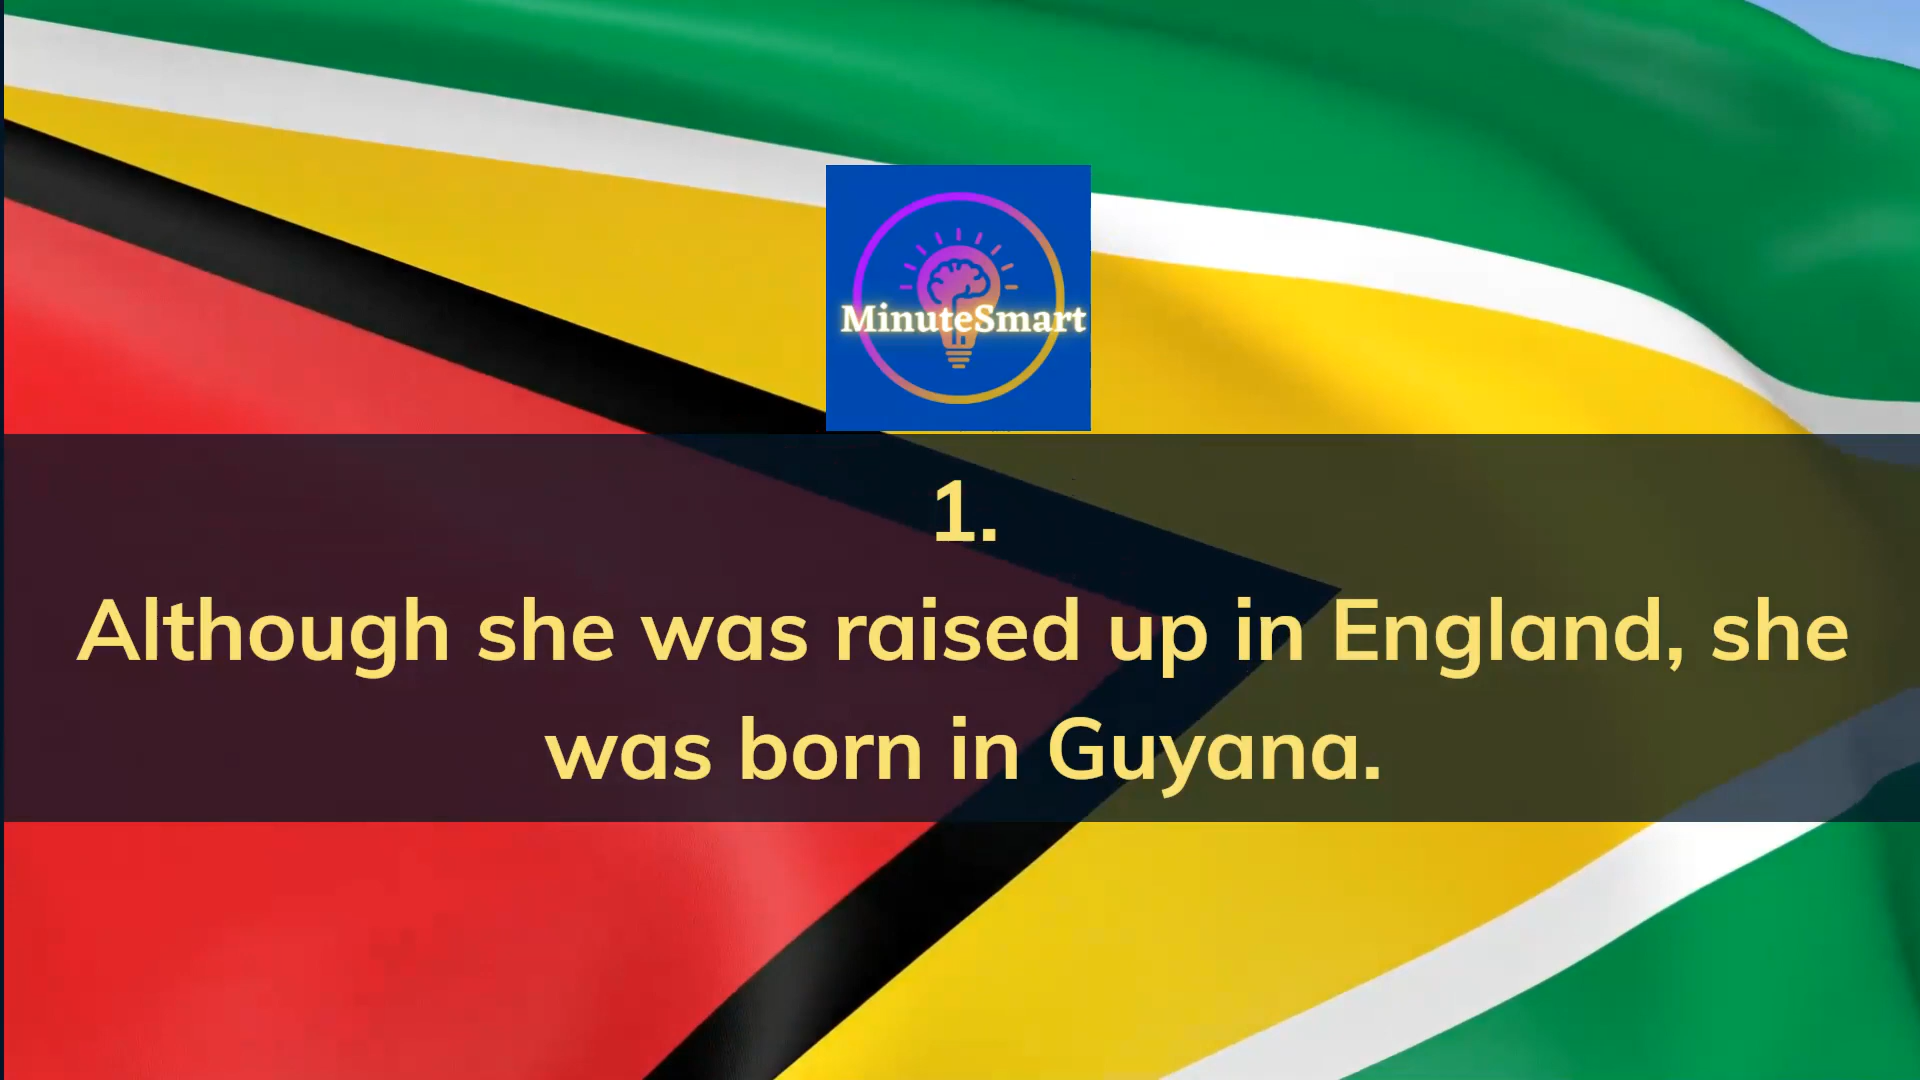 MinuteSmart
1.
Although she was raised up in England, she
was born in Guyana.